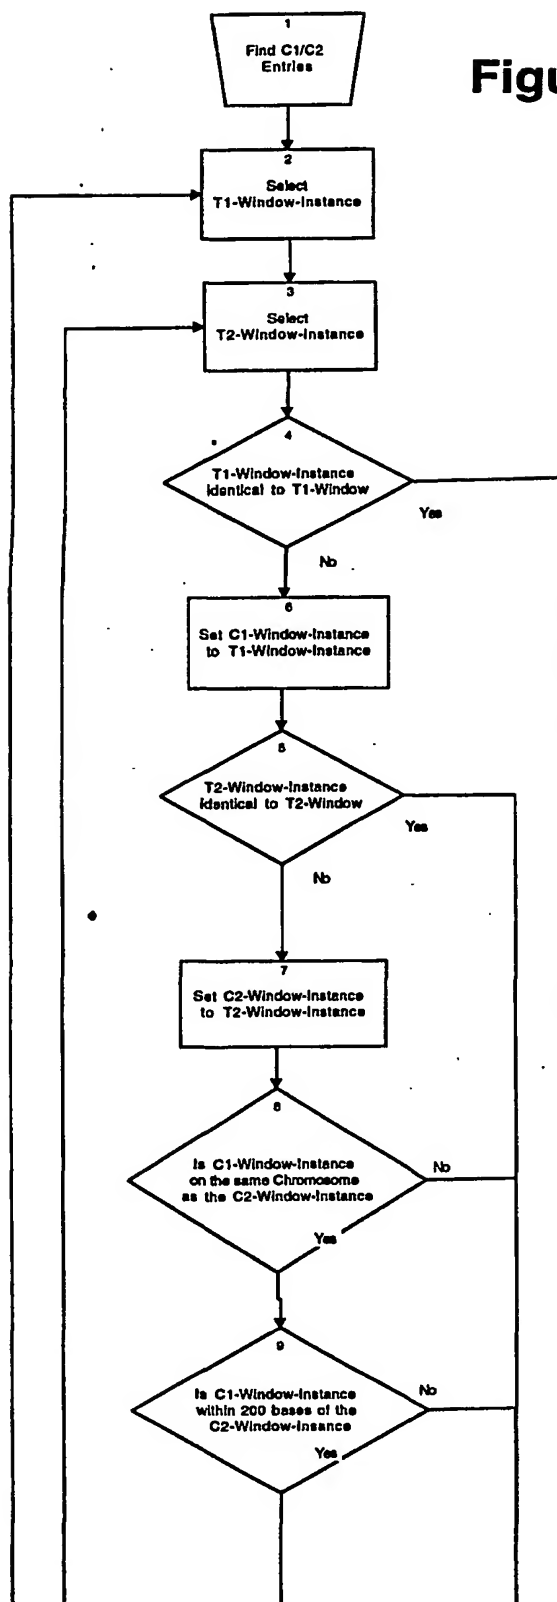 1
Find C1/C2
Entries
Figu
2
Select
T1-Window-Instance
3
Select
T2-Window-Instance
4
T1-Window-Instance
identical to T1-Window
Yes
No
6
Set C1-Window-Instance
to T1-Window-Instance
5
T2-Window-Instance
identical to T2-Window
Yes
No
7
Set C2-Window-Instance
to T2-Window-Instance
8
Is C1-Window-Instance
on the same Chromosome
as the C2-Window-Instance
No
Yes
9
Is C1-Window-Instance
within 200 bases of the
C2-Window-Insance
No
Yes